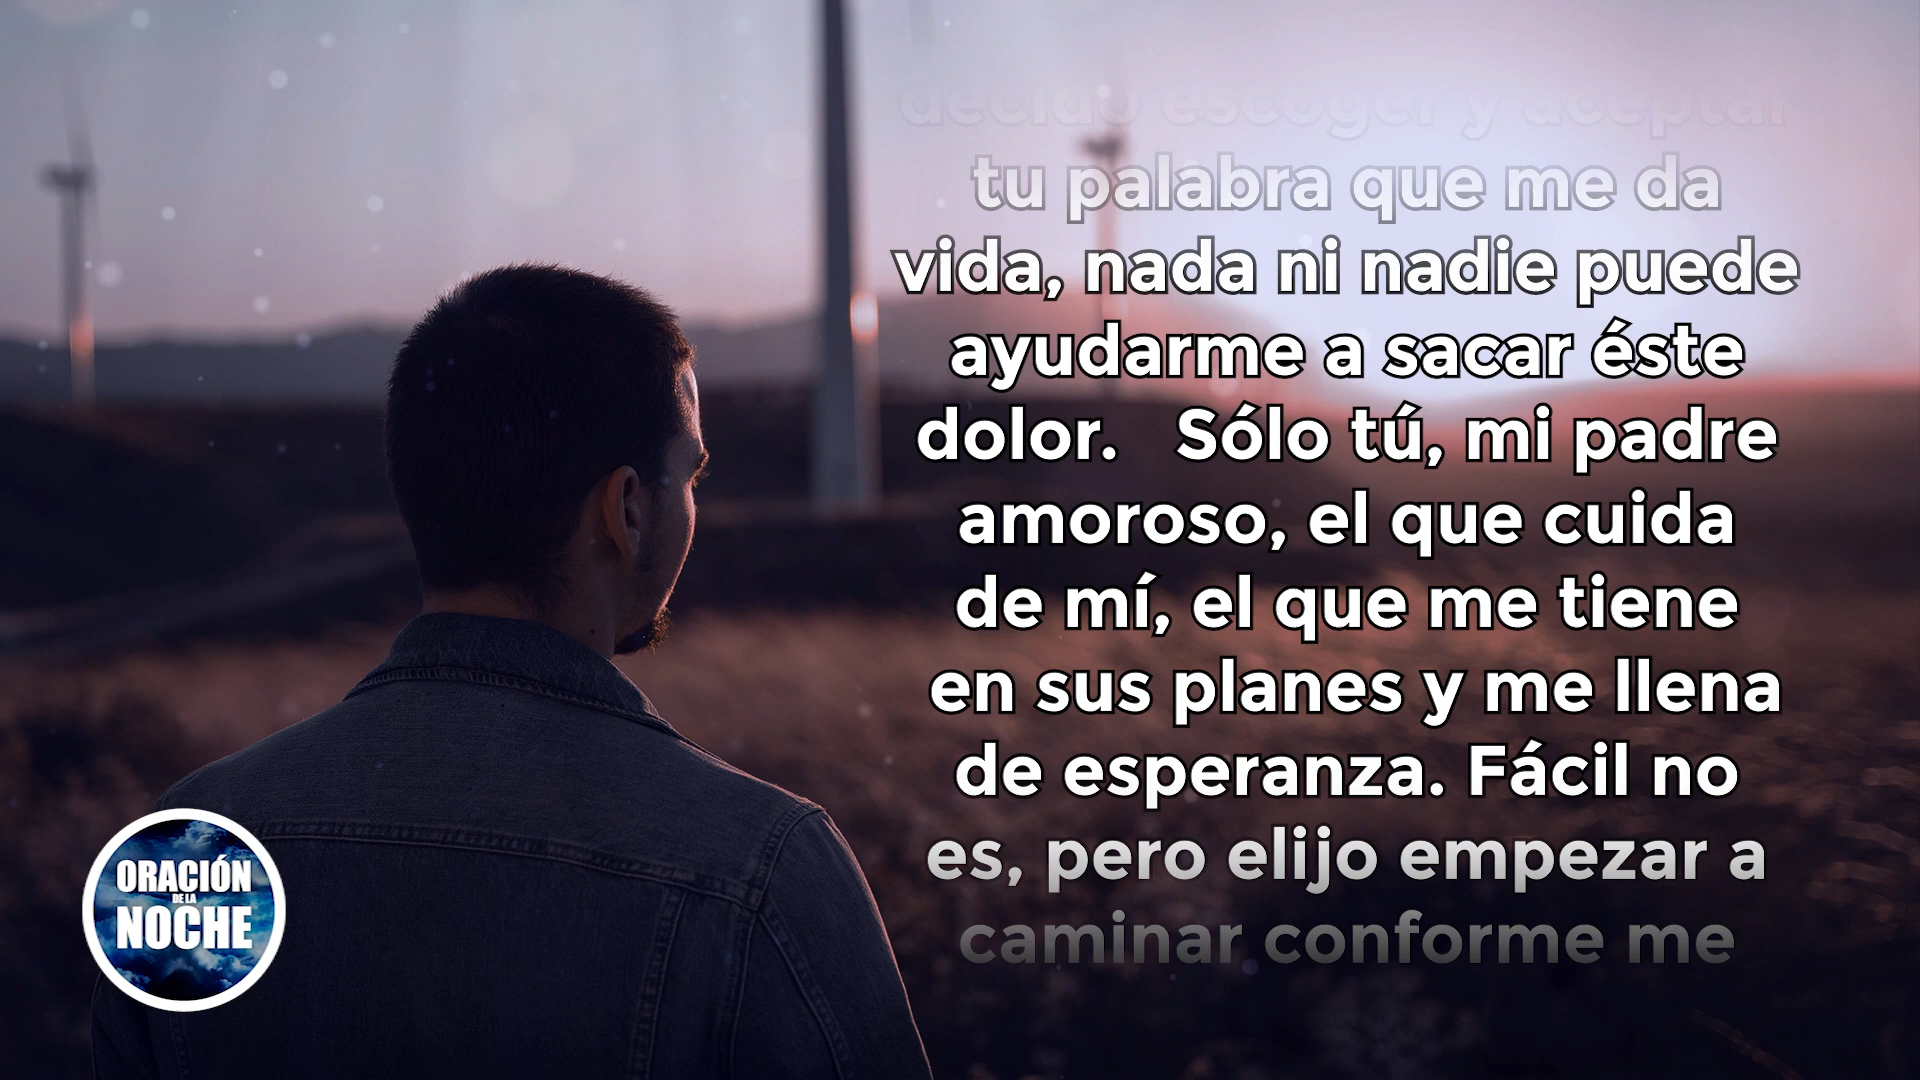 decido escoger y aceptar
tu palabra que me da
vida, nada ni nadie puede
ayudarme a sacar éste
dolor.   Sólo tú, mi padre
amoroso, el que cuida
de mí, el que me tiene
en sus planes y me llena
de esperanza. Fácil no
es, pero elijo empezar a
caminar conforme me
ORACIÓN
DE LA
NOCHE